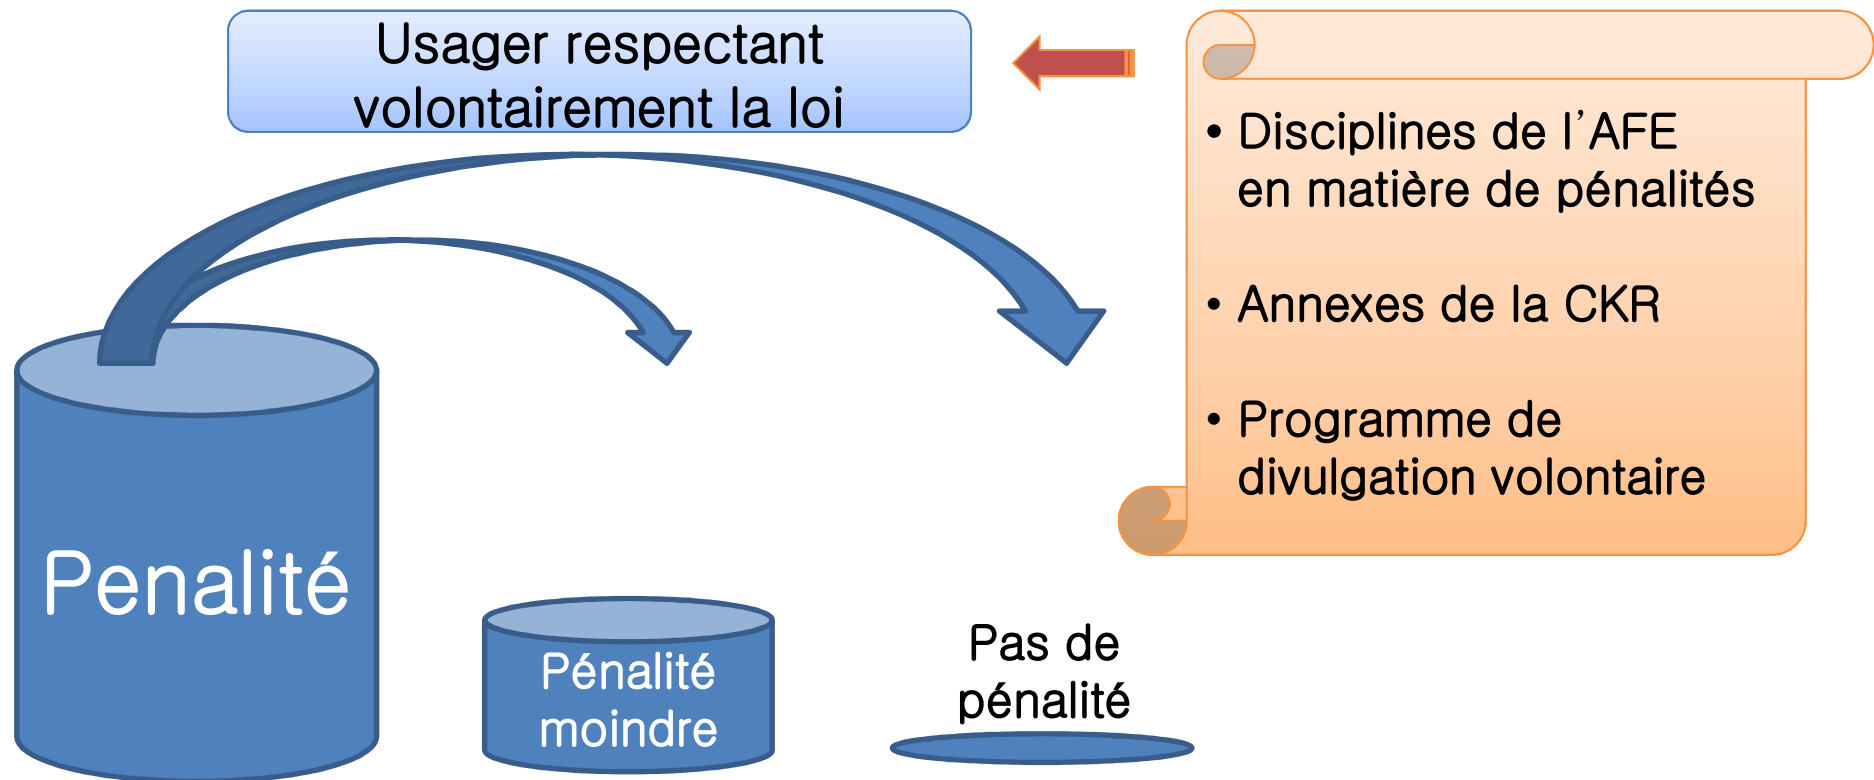 Usager respectant
volontairement la loi
• Disciplines de l'AFE
en matière de pénalités
• Annexes de la CKR
• Programme de
divulgation volontaire
Penalité
Pénalité
moindre
Pas de
pénalité